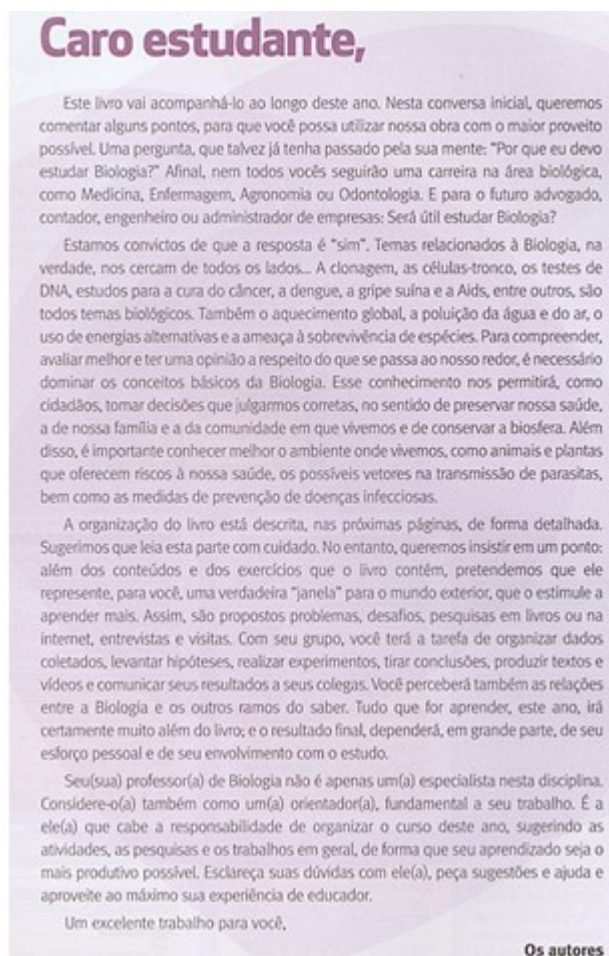 Caro estudante,
Este livro vai acompanhá-lo ao longo deste ano. Nesta conversa inicial, queremos
comentar alguns pontos, para que você possa utilizar nossa obra com o maior proveito
possível. Uma pergunta, que talvez já tenha passado pela sua mente: "Por que eu devo
estudar Biologia?" Afinal, nem todos vocês seguirão uma carreira na área biológica,
como Medicina, Enfermagem, Agronomia ou Odontologia. E para o futuro advogado,
contador, engenheiro ou administrador de empresas: Será útil estudar Biologia?
Estamos convictos de que a resposta é "sim". Temas relacionados à Biologia, na
verdade, nos cercam de todos os lados... A clonagem, as células-tronco, os testes de
DNA, estudos para a cura do câncer, a dengue, a gripe suína e a Aids, entre outros, são
todos temas biológicos. Também o aquecimento global, a poluição da água e do ar, o
uso de energias alternativas e a ameaça à sobrevivência de espécies. Para compreender,
avaliar melhor e ter uma opinião a respeito do que se passa ao nosso redor, é necessário
dominar os conceitos básicos da Biologia. Esse conhecimento nos permitirá, como
cidadãos, tomar decisões que julgarmos corretas, no sentido de preservar nossa saúde,
a de nossa família e a da comunidade em que vivemos e de conservar a biosfera. Além
disso, é importante conhecer melhor o ambiente onde vivemos, como animais e plantas
que oferecem riscos à nossa saúde, os possíveis vetores na transmissão de parasitas,
bem como as medidas de prevenção de doenças infecciosas.
A organização do livro está descrita, nas próximas páginas, de forma detalhada.
Sugerimos que leia esta parte com cuidado. No entanto, queremos insistir em um ponto:
além dos conteúdos e dos exercícios que o livro contém, pretendemos que ele
represente, para você, uma verdadeira "janela" para o mundo exterior, que o estimule a
aprender mais. Assim, são propostos problemas, desafios, pesquisas em livros ou na
internet, entrevistas e visitas. Com seu grupo, você terá a tarefa de organizar dados
coletados, levantar hipóteses, realizar experimentos, tirar conclusões, produzir textos e
vídeos e comunicar seus resultados a seus colegas. Você perceberá também as relações
entre a Biologia e os outros ramos do saber. Tudo que for aprender, este ano, irá
certamente muito além do livro; e o resultado final, dependerá, em grande parte, de seu
esforço pessoal e de seu envolvimento com o estudo.
Seu(sua) professor(a) de Biologia não é apenas um(a) especialista nesta disciplina.
Considere-o(a) também como um(a) orientador(a), fundamental a seu trabalho. É a
ele(a) que cabe a responsabilidade de organizar o curso deste ano, sugerindo as
atividades, as pesquisas e os trabalhos em geral, de forma que seu aprendizado seja o
mais produtivo possível. Esclareça suas dúvidas com ele(a), peça sugestões e ajuda e
aproveite ao máximo sua experiência de educador.
Um excelente trabalho para você,
Os autores